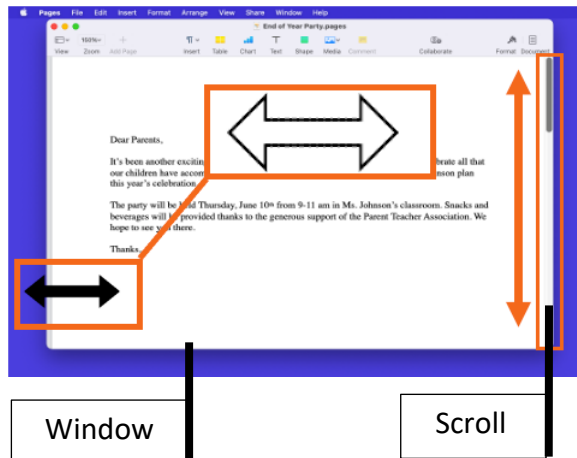 Pages File Edit Insert Format Arrange View Share Window Help
End of Year Party.pages
100%
View Zoom Add Page Insert Table Chart Text Shape Media Comment Collaborate Format Document
Dear Parents,
It's been another exciting brate all that
our children have accom nson plan
this year's celebration
The party will be held Thursday, June 10th from 9-11 am in Ms. Johnson's classroom. Snacks and
beverages will be provided thanks to the generous support of the Parent Teacher Association. We
hope to see you there.
Thanks,
Window
Scroll